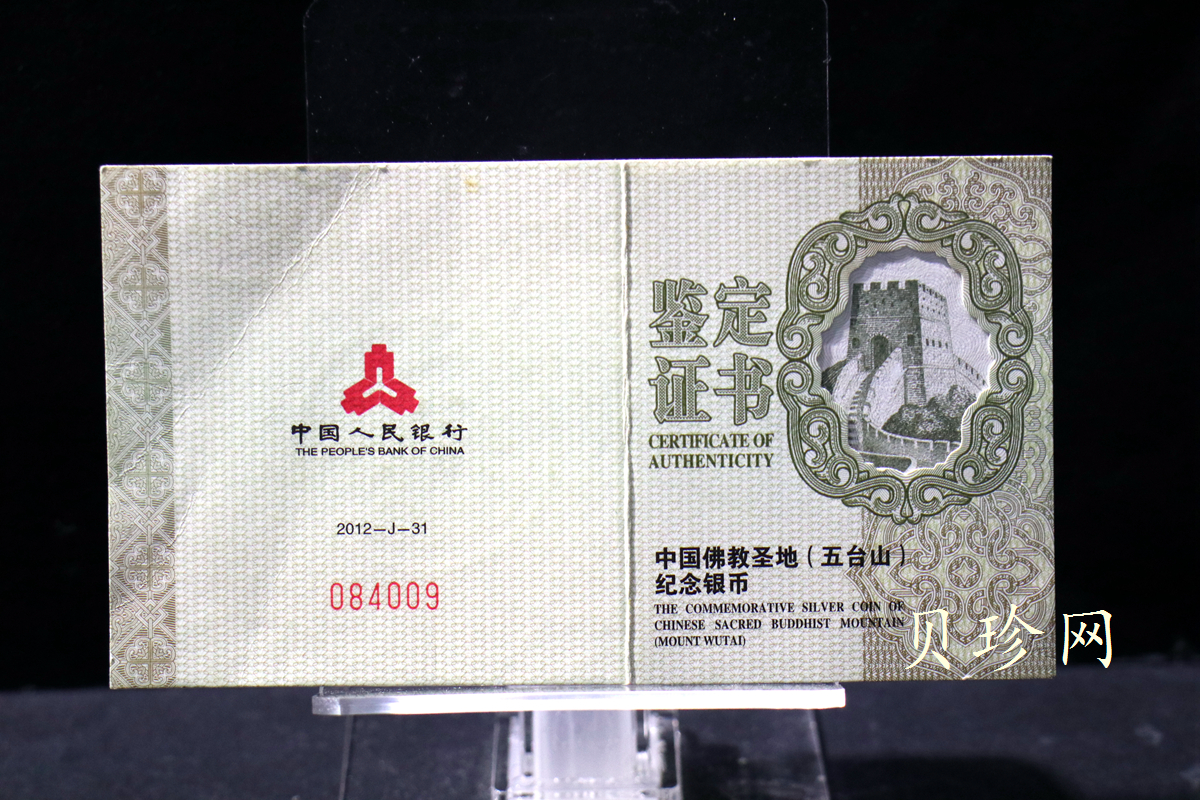 中国人民银行
THE PEOPLE'S BANK OF CHINA
2012—J—31
084009
鉴定
证书
CERTIFICATE OF
AUTHENTICITY
中国佛教圣地（五台山）
纪念银币
THE COMMEMORATIVE SILVER COIN OF
CHINESE SACRED BUDDHIST MOUNTAIN
(MOUNT WUTAI)
贝珍网